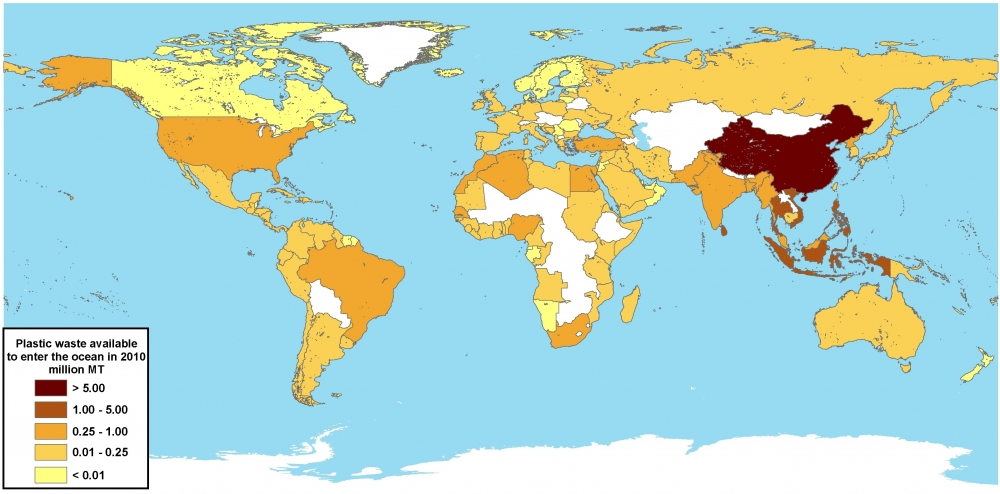 Plastic waste available
to enter the ocean in 2010
million MT
> 5.00
1.00 - 5.00
0.25 - 1.00
0.01 - 0.25
< 0.01